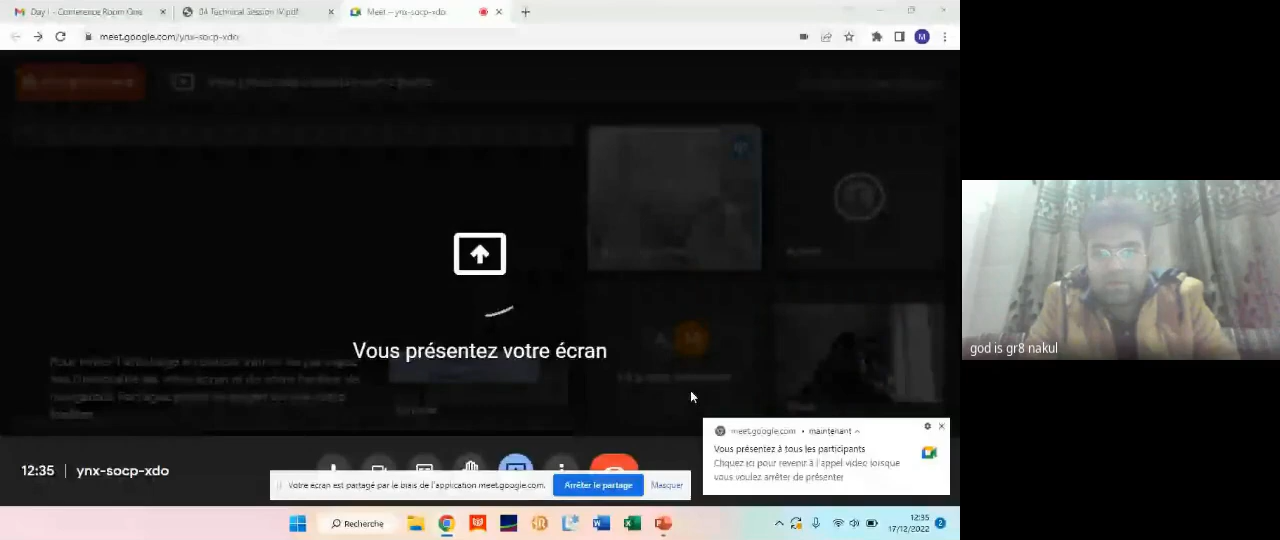 Day I - Conference Room One
04 Technical Session IV.pdf
Meet – ynx-socp-xdo
meet.google.com/ynx-socp-xdo
M
Vous présentez votre écran
god is gr8 nakul
meet.google.com • maintenant
Vous présentez à tous les participants
Cliquez ici pour revenir à l'appel vidéo lorsque
vous voulez arrêter de présenter
12:35 | ynx-socp-xdo
Votre écran est partagé par le biais de l'application meet.google.com.
Arrêter le partage
Masquer
Recherche
12:35
17/12/2022
2